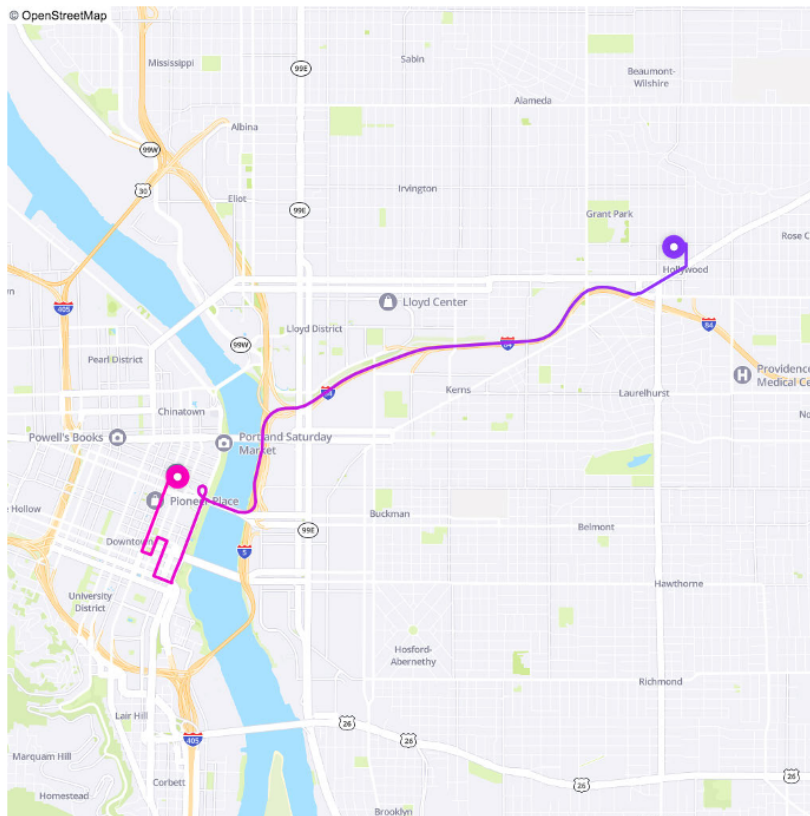 © OpenStreetMap
Mississippi
99E
Sabin
Beaumont-
Wilshire
Alameda
Albina
99W
30
Eliot
Irvington
99E
Grant Park
Rose C
Hollywood
405
Lloyd Center
Lloyd District
84
84
99W
Pearl District
Kerns
Laurelhurst
Providence
Medical Ce
Chinatown
No
Powell's Books
Portland Saturday
Market
Pioneer Place
e Hollow
Buckman
Belmont
99E
Downtown
5
University
District
Hawthorne
Hosford-
Abernethy
Richmond
Lair Hill
26
405
26
Marquam Hill
26
Corbett
Homestead
Brooklyn